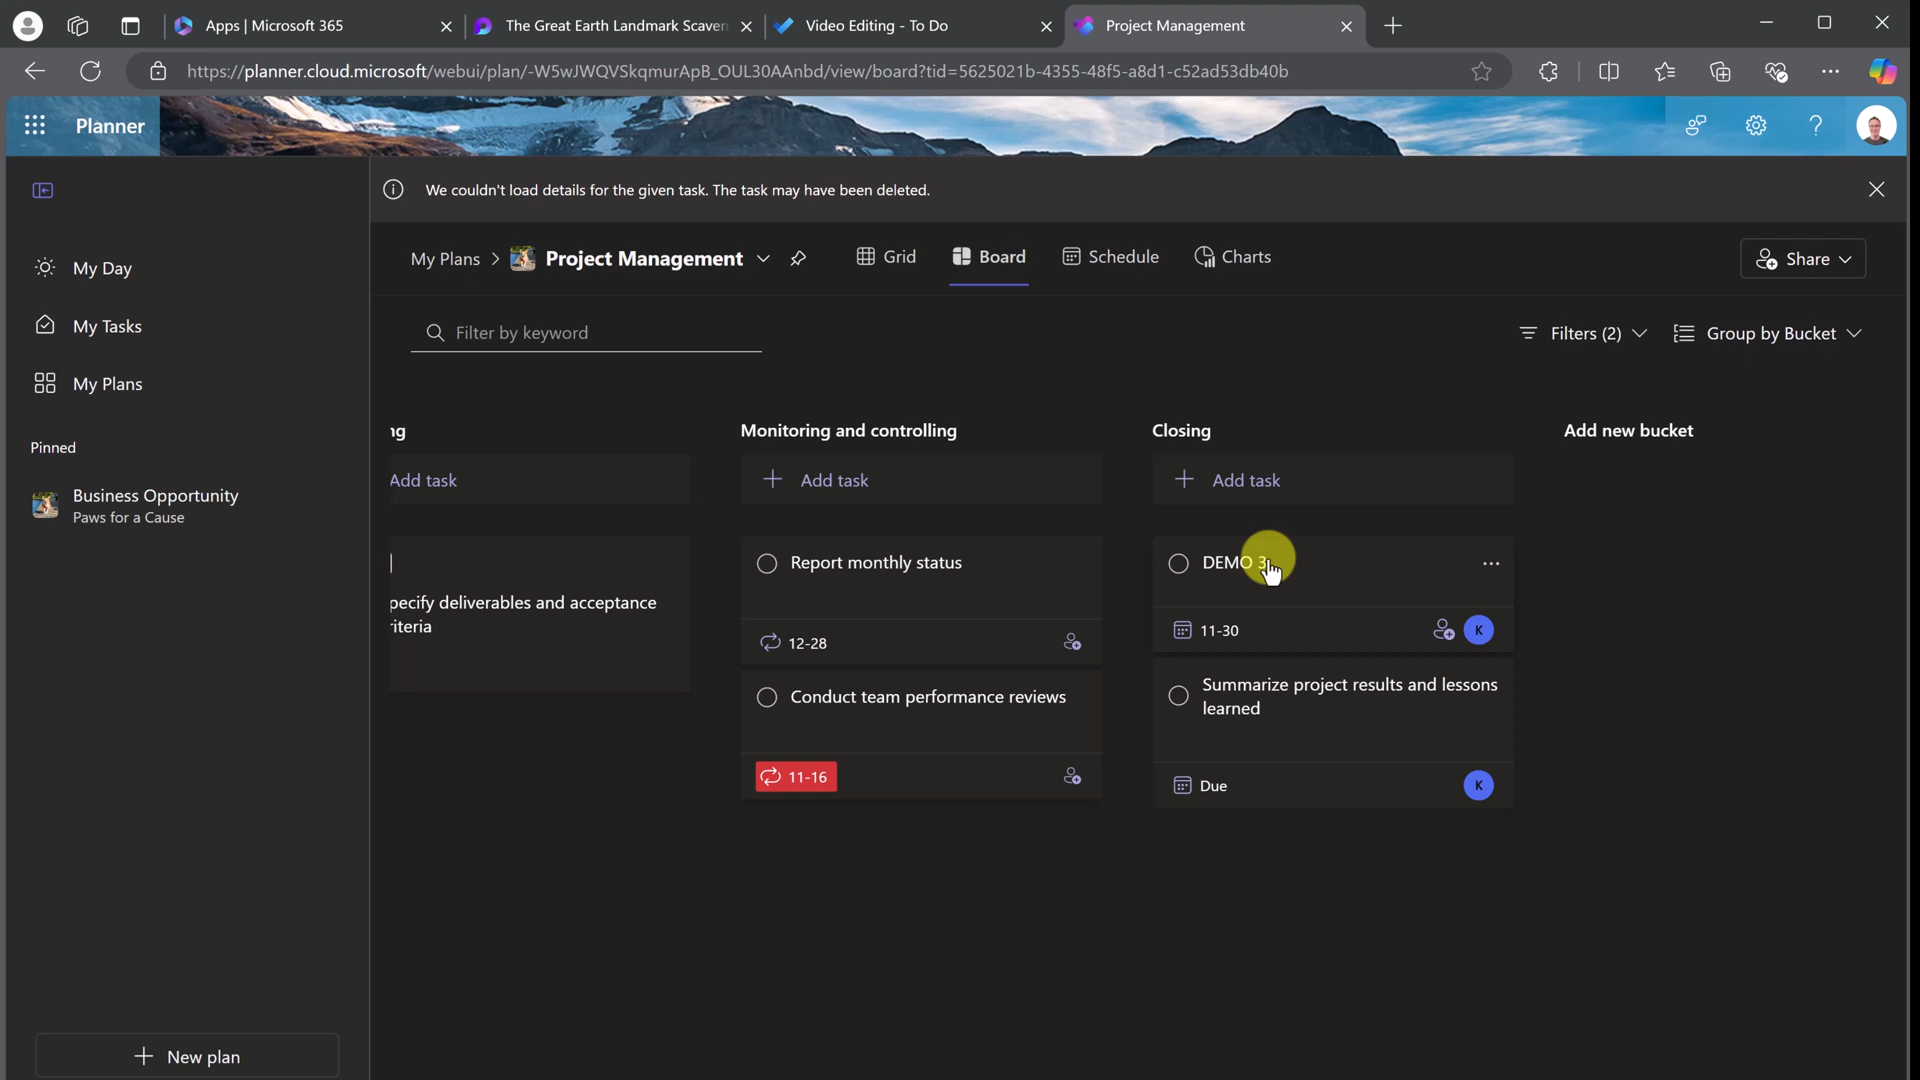 Apps | Microsoft 365
The Great Earth Landmark Scaven
Video Editing - To Do
Project Management
https://planner.cloud.microsoft/webui/plan/-W5wJWQVSkqmurApB_OUL30AAnbd/view/board?tid=5625021b-4355-48f5-a8d1-c52ad53db40b
Planner
We couldn't load details for the given task. The task may have been deleted.
My Day
My Tasks
My Plans
Pinned
Business Opportunity
Paws for a Cause
New plan
My Plans > Project Management
Grid
Board
Schedule
Charts
Share
Filter by keyword
Filters (2)
Group by Bucket
ng
Add task
pecify deliverables and acceptance
riteria
Monitoring and controlling
Add task
Report monthly status
12-28
Conduct team performance reviews
11-16
Closing
Add task
DEMO 3
11-30
K
Summarize project results and lessons
learned
Due
K
Add new bucket